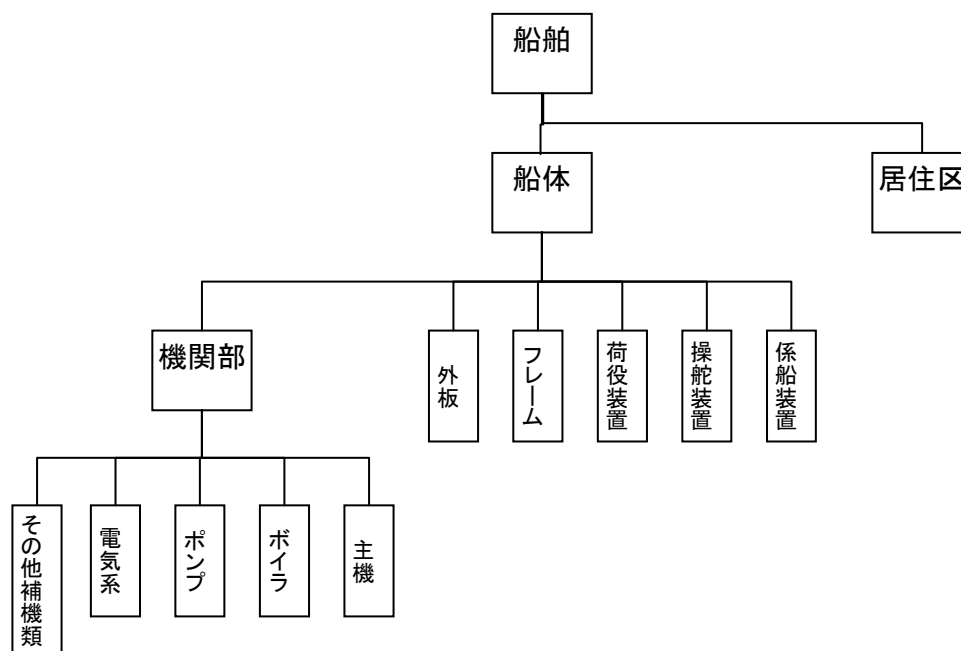 船舶
船体
居住区
機関部
外板
フレーム
荷役装置
操舵装置
係船装置
その他補機類
電気系
ポンプ
ボイラ
主機